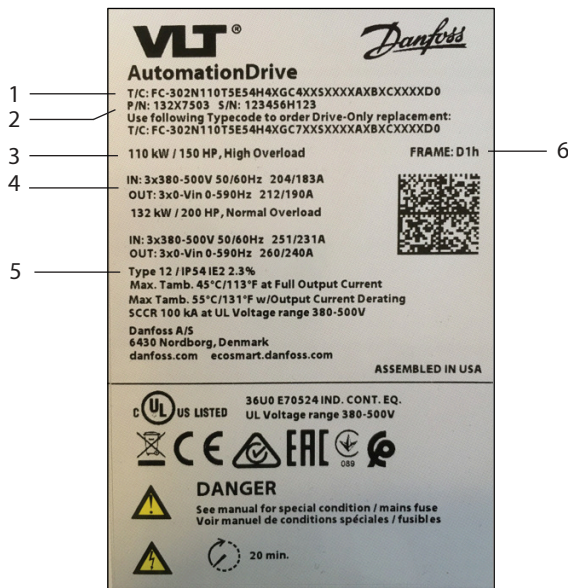 VLT®
Danfoss
AutomationDrive
1
T/C: FC-302N110T5E54H4XGC4XXSXXXXAXBXCXXXXD0
2
P/N: 132X7503 S/N: 123456H123
Use following Typecode to order Drive-Only replacement:
T/C: FC-302N110T5E54H4XGC7XXSXXXXAXBXCXXXXD0
3
110 kW / 150 HP, High Overload
FRAME: D1h
6
4
IN: 3x380-500V 50/60Hz 204/183A
OUT: 3x0-Vin 0-590Hz 212/190A
132 kW / 200 HP, Normal Overload
IN: 3x380-500V 50/60Hz 251/231A
OUT: 3x0-Vin 0-590Hz 260/240A
5
Type 12 / IP54 IE2 2.3%
Max. Tamb. 45°C/113°F at Full Output Current
Max Tamb. 55°C/131°F w/Output Current Derating
SCCR 100 kA at UL Voltage range 380-500V
Danfoss A/S
6430 Nordborg, Denmark
danfoss.com ecosmart.danfoss.com
ASSEMBLED IN USA
C UL US LISTED
36U0 E70524 IND. CONT. EQ.
UL Voltage range 380-500V
CE
EAC
089
DANGER
See manual for special condition / mains fuse
Voir manuel de conditions spéciales / fusibles
20 min.